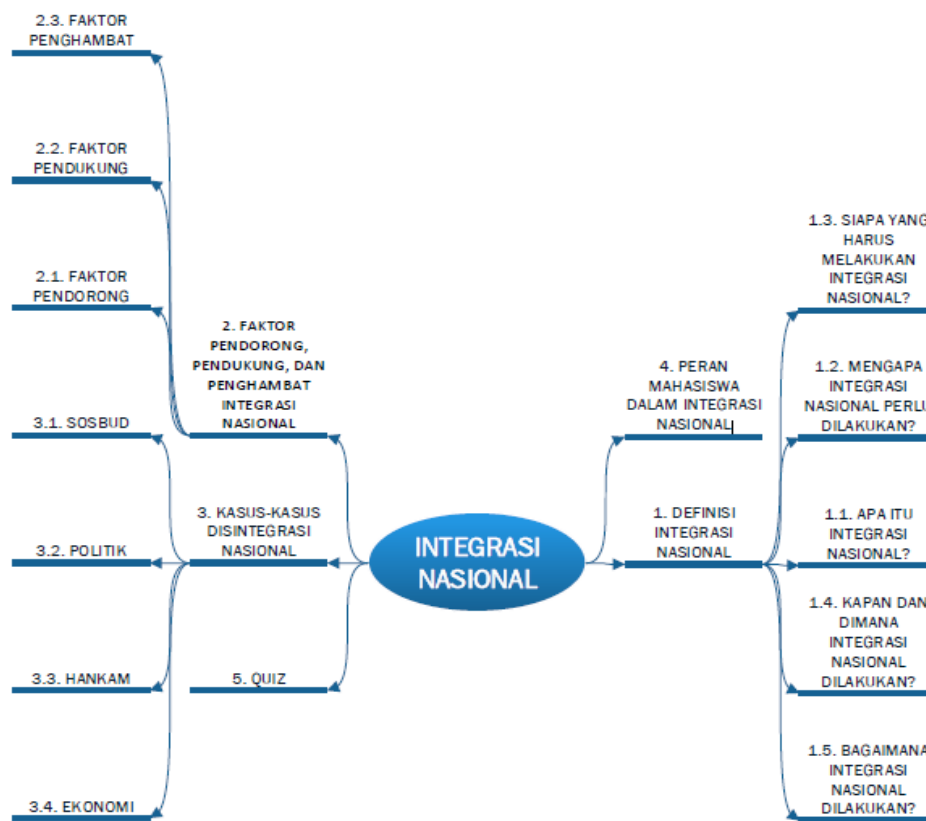 2.3. FAKTOR
PENGHAMBAT
2.2. FAKTOR
PENDUKUNG
2.1. FAKTOR
PENDORONG
2. FAKTOR
PENDORONG,
PENDUKUNG, DAN
PENGHAMBAT
INTEGRASI
NASIONAL
3.1. SOSBUD
3. KASUS-KASUS
DISINTEGRASI
NASIONAL
3.2. POLITIK
3.3. HANKAM
5. QUIZ
3.4. EKONOMI
INTEGRASI
NASIONAL
4. PERAN
MAHASISWA
DALAM INTEGRASI
NASIONAL
1. DEFINISI
INTEGRASI
NASIONAL
1.3. SIAPA YANG
HARUS
MELAKUKAN
INTEGRASI
NASIONAL?
1.2. MENGAPA
INTEGRASI
NASIONAL PERLU
DILAKUKAN?
1.1. APA ITU
INTEGRASI
NASIONAL?
1.4. KAPAN DAN
DIMANA
INTEGRASI
NASIONAL
DILAKUKAN?
1.5. BAGAIMANA
INTEGRASI
NASIONAL
DILAKUKAN?